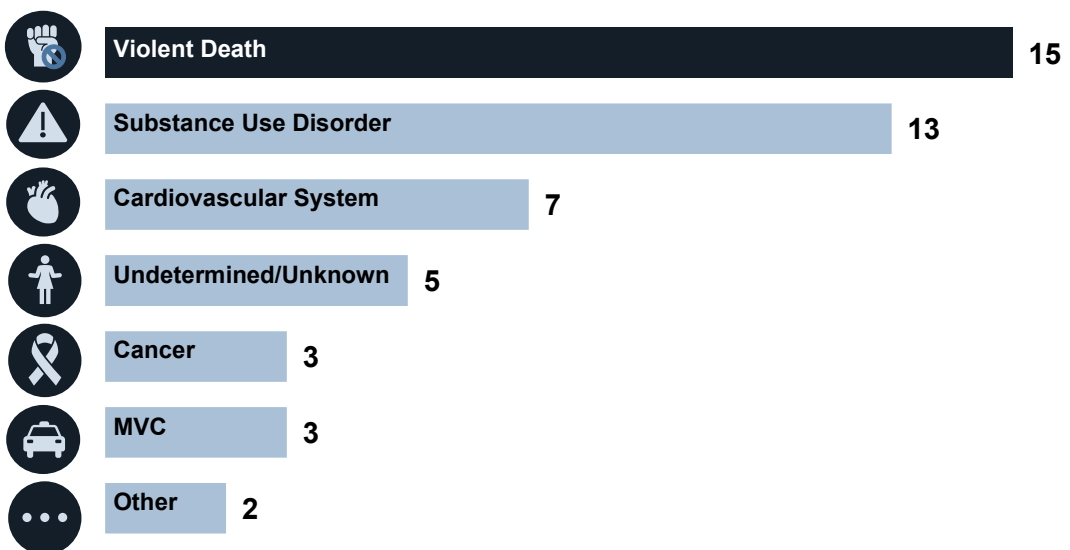 Violent Death 15
Substance Use Disorder 13
Cardiovascular System 7
Undetermined/Unknown 5
Cancer 3
MVC 3
Other 2